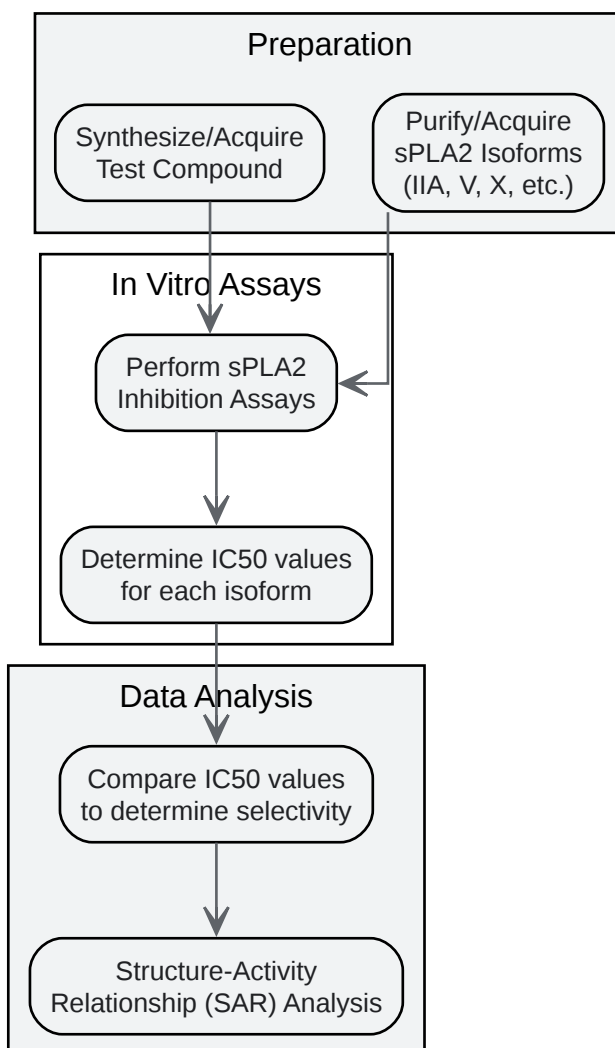 Preparation
Synthesize/Acquire
Test Compound
Purify/Acquire
sPLA2 Isoforms
(IIA, V, X, etc.)
In Vitro Assays
Perform sPLA2
Inhibition Assays
Determine IC50 values
for each isoform
Data Analysis
Compare IC50 values
to determine selectivity
Structure-Activity
Relationship (SAR) Analysis